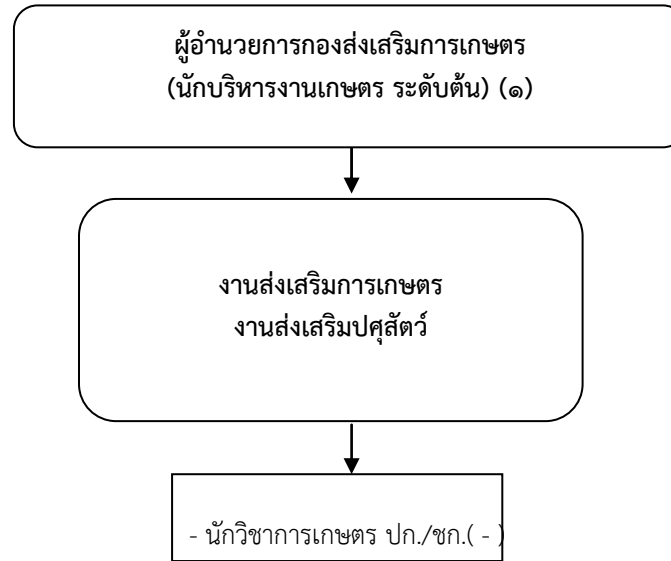 ผู้อำนวยการกองส่งเสริมการเกษตร
(นักบริหารงานเกษตร ระดับต้น) (๑)
งานส่งเสริมการเกษตร
งานส่งเสริมปศุสัตว์
- นักวิชาการเกษตร ปก./ชก.( - )